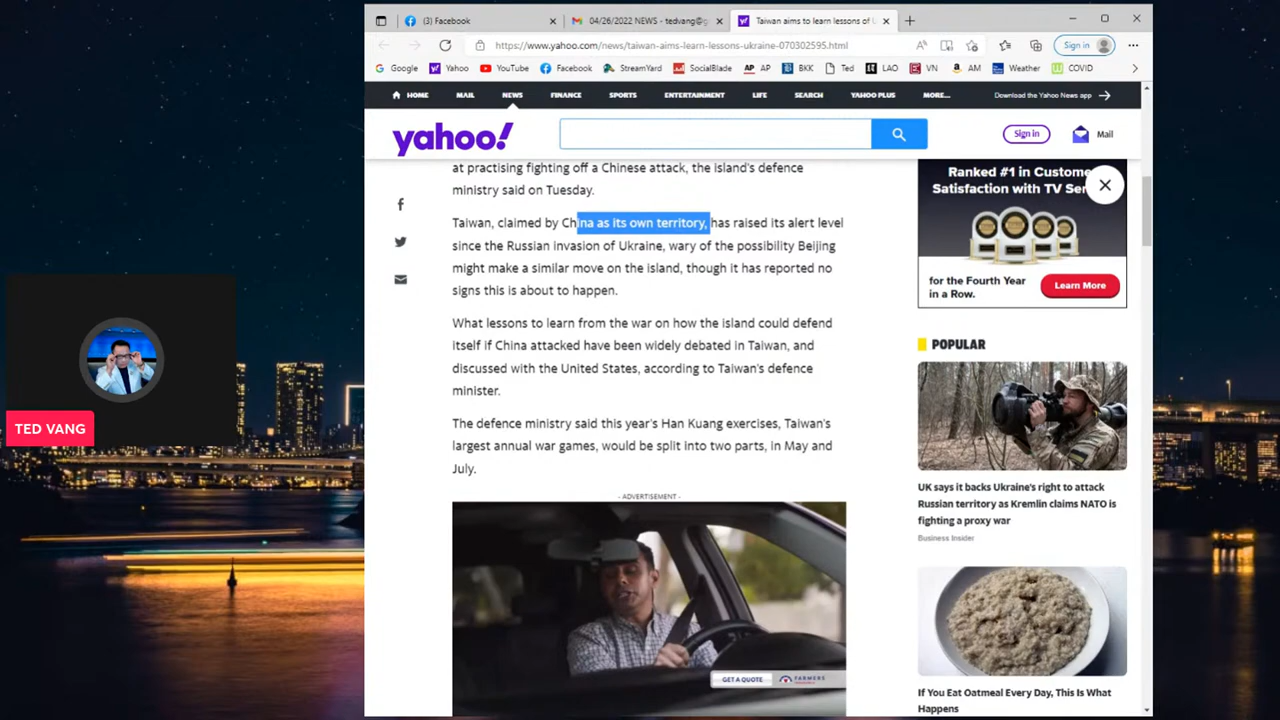 (3) Facebook
04/26/2022 NEWS - tedvang@g
Taiwan aims to learn lessons of U
https://www.yahoo.com/news/taiwan-aims-learn-lessons-ukraine-070302595.html
Sign in
Google Yahoo YouTube Facebook StreamYard SocialBlade AP AP BKK Ted LAO VN AM Weather COVID
HOME MAIL NEWS FINANCE SPORTS ENTERTAINMENT LIFE SEARCH YAHOO PLUS MORE... Download the Yahoo News app
yahoo!
Sign in
Mail
at practising fighting off a Chinese attack, the island's defence
ministry said on Tuesday.
Taiwan, claimed by China as its own territory, has raised its alert level
since the Russian invasion of Ukraine, wary of the possibility Beijing
might make a similar move on the island, though it has reported no
signs this is about to happen.
What lessons to learn from the war on how the island could defend
itself if China attacked have been widely debated in Taiwan, and
discussed with the United States, according to Taiwan's defence
minister.
The defence ministry said this year's Han Kuang exercises, Taiwan's
largest annual war games, would be split into two parts, in May and
July.
- ADVERTISEMENT -
GET A QUOTE
FARMERS
Ranked #1 in Custome
Satisfaction with TV Se
for the Fourth Year
in a Row.
Learn More
POPULAR
UK says it backs Ukraine's right to attack
Russian territory as Kremlin claims NATO is
fighting a proxy war
Business Insider
If You Eat Oatmeal Every Day, This Is What
Happens
TED VANG